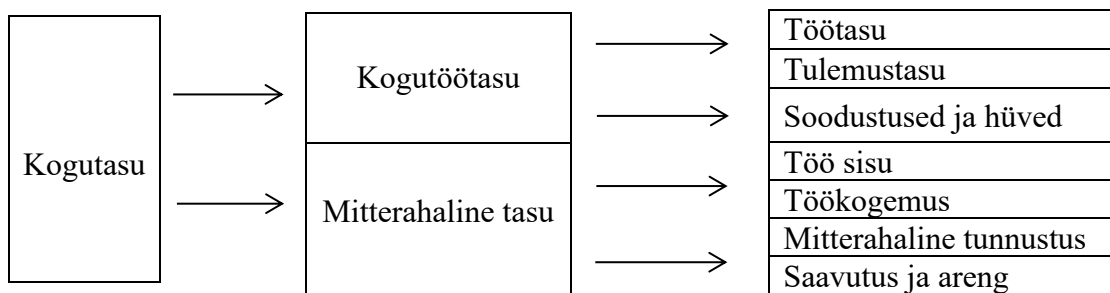 Kogutasu
Kogutöötasu
Mitterahaline tasu
Töötasu
Tulemustasu
Soodustused ja hüved
Töö sisu
Töökogemus
Mitterahaline tunnustus
Saavutus ja areng